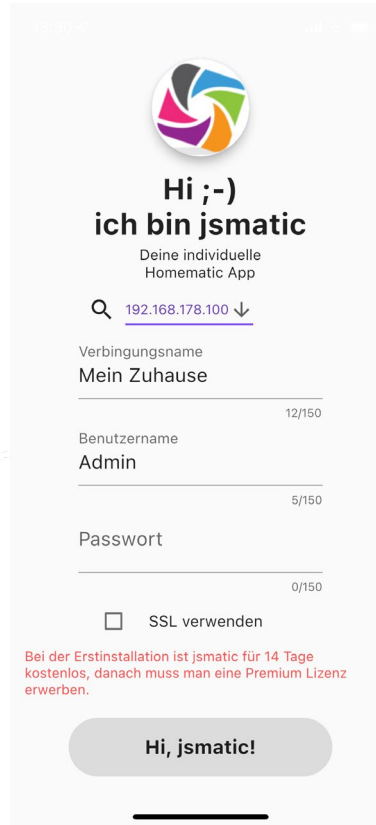 Hi ;-)
ich bin jsmatic
Deine individuelle
Homematic App
192.168.178.100
Verbingungsname
Mein Zuhause
12/150
Benutzername
Admin
5/150
Passwort
0/150
SSL verwenden
Bei der Erstinstallation ist jsmatic für 14 Tage
kostenlos, danach muss man eine Premium Lizenz
erwerben.
Hi, jsmatic!